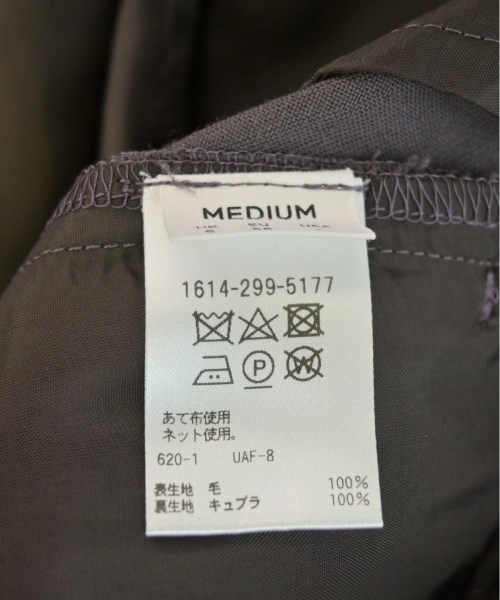 MEDIUM
1614-299-5177
P
W
あて布使用
ネット使用。
620-1 UAF-8
表生地 毛 100%
裏生地 キュプラ 100%